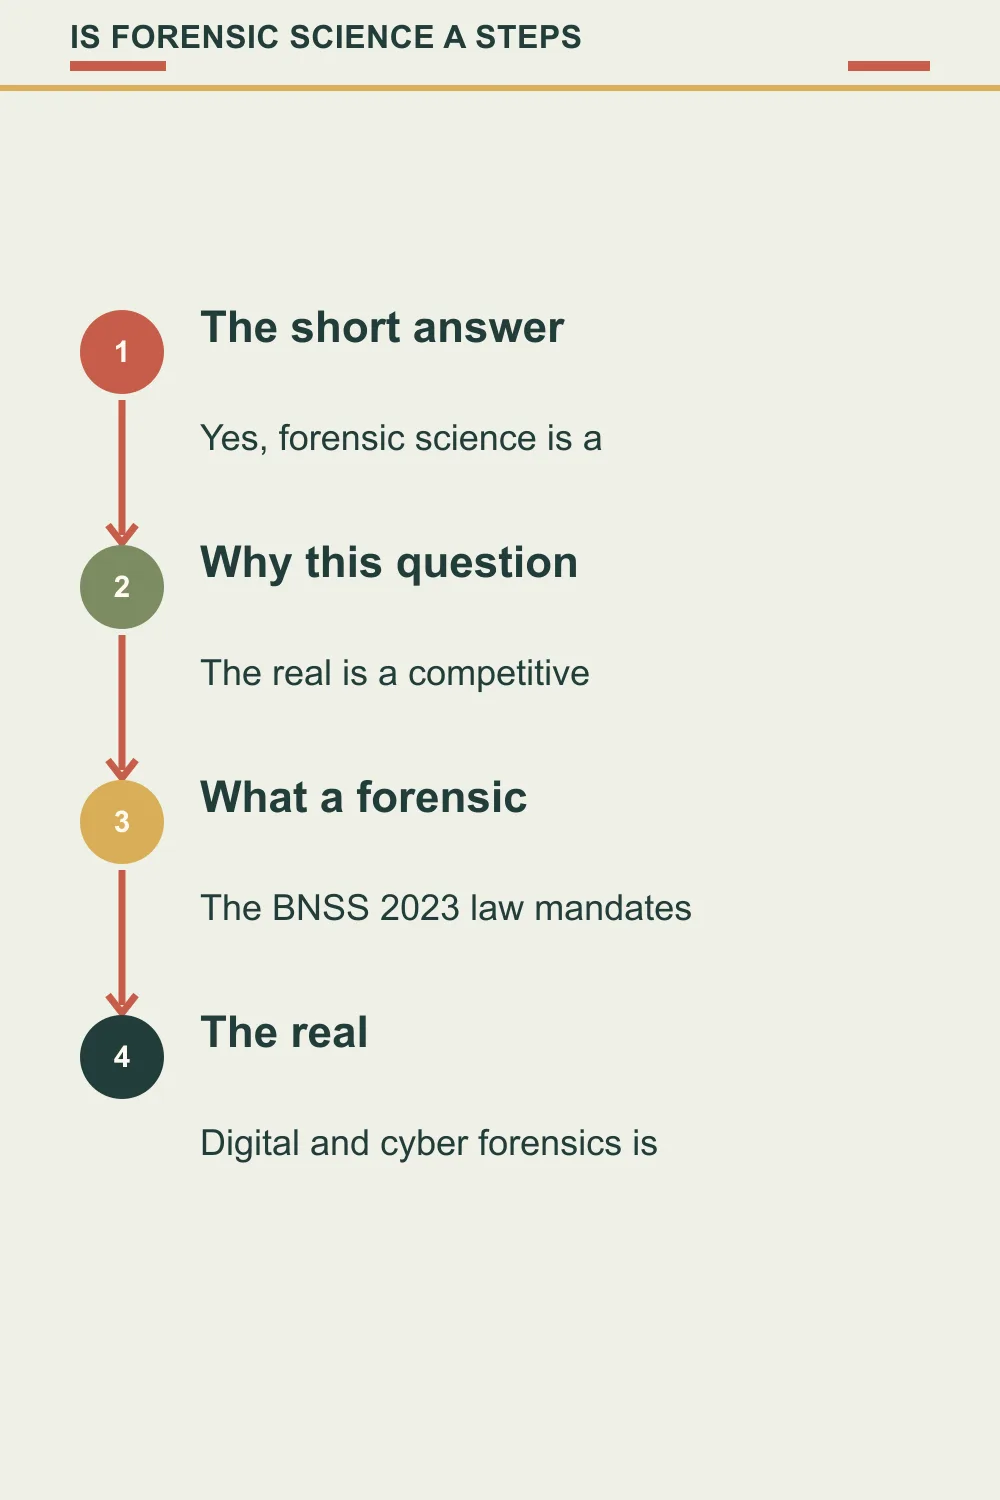 IS FORENSIC SCIENCE A STEPS
1
The short answer
Yes, forensic science is a
2
Why this question
The real is a competitive
3
What a forensic
The BNSS 2023 law mandates
4
The real
Digital and cyber forensics is